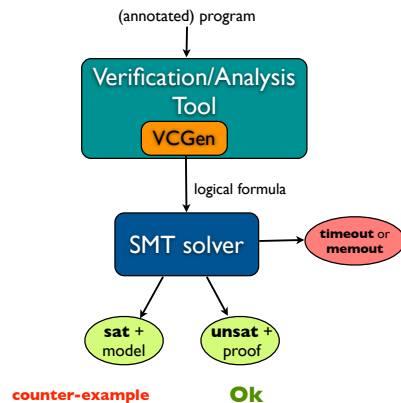 (annotated) program
Verification/Analysis
Tool
VCGen
logical formula
SMT solver
timeout or
memout
sat +
model
unsat +
proof
counter-example
Ok